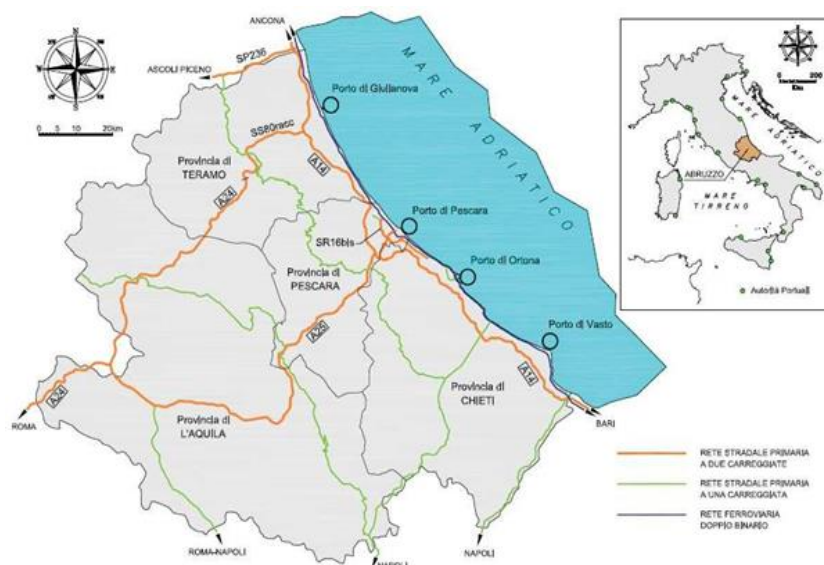 N
O
E
S
0
10
20km
ANCONA
SP236
ASCOLI PICENO
Porto di Giulianova
MARE ADRIATICO
SS80racc
Provincia di
TERAMO
A24
A14
Porto di Pescara
SR16bis
Porto di Ortona
Provincia di
PESCARA
A25
Porto di Vasto
A24
A14
Provincia di
CHIETI
ROMA
Provincia di
L'AQUILA
BARI
ROMA-NAPOLI
NAPOLI
NAPOLI
0
200
Km
MARE ADRIATICO
ABRUZZO
MARE
TIRRENO
Autorità Portuali
RETE STRADALE PRIMARIA
A DUE CARREGGIATE
RETE STRADALE PRIMARIA
A UNA CARREGGIATA
RETE FERROVIARIA
DOPPIO BINARIO